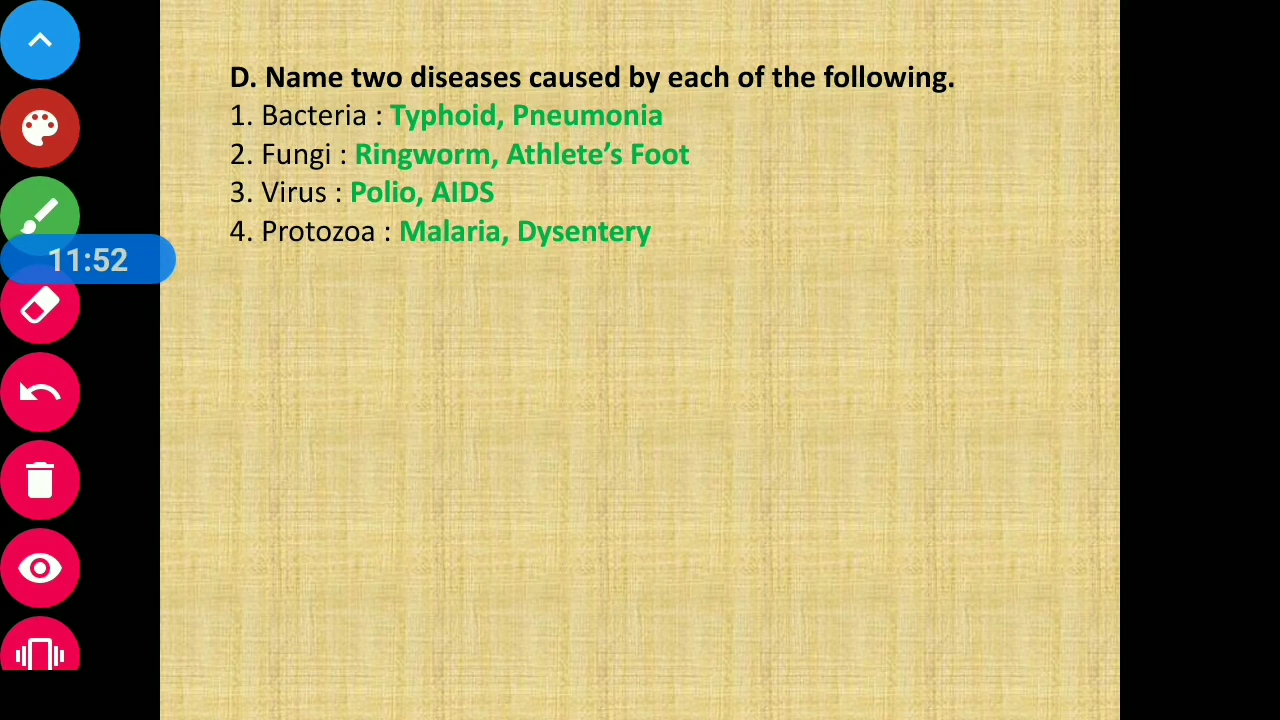 D. Name two diseases caused by each of the following.
1. Bacteria : Typhoid, Pneumonia
2. Fungi : Ringworm, Athlete’s Foot
3. Virus : Polio, AIDS
4. Protozoa : Malaria, Dysentery
11:52